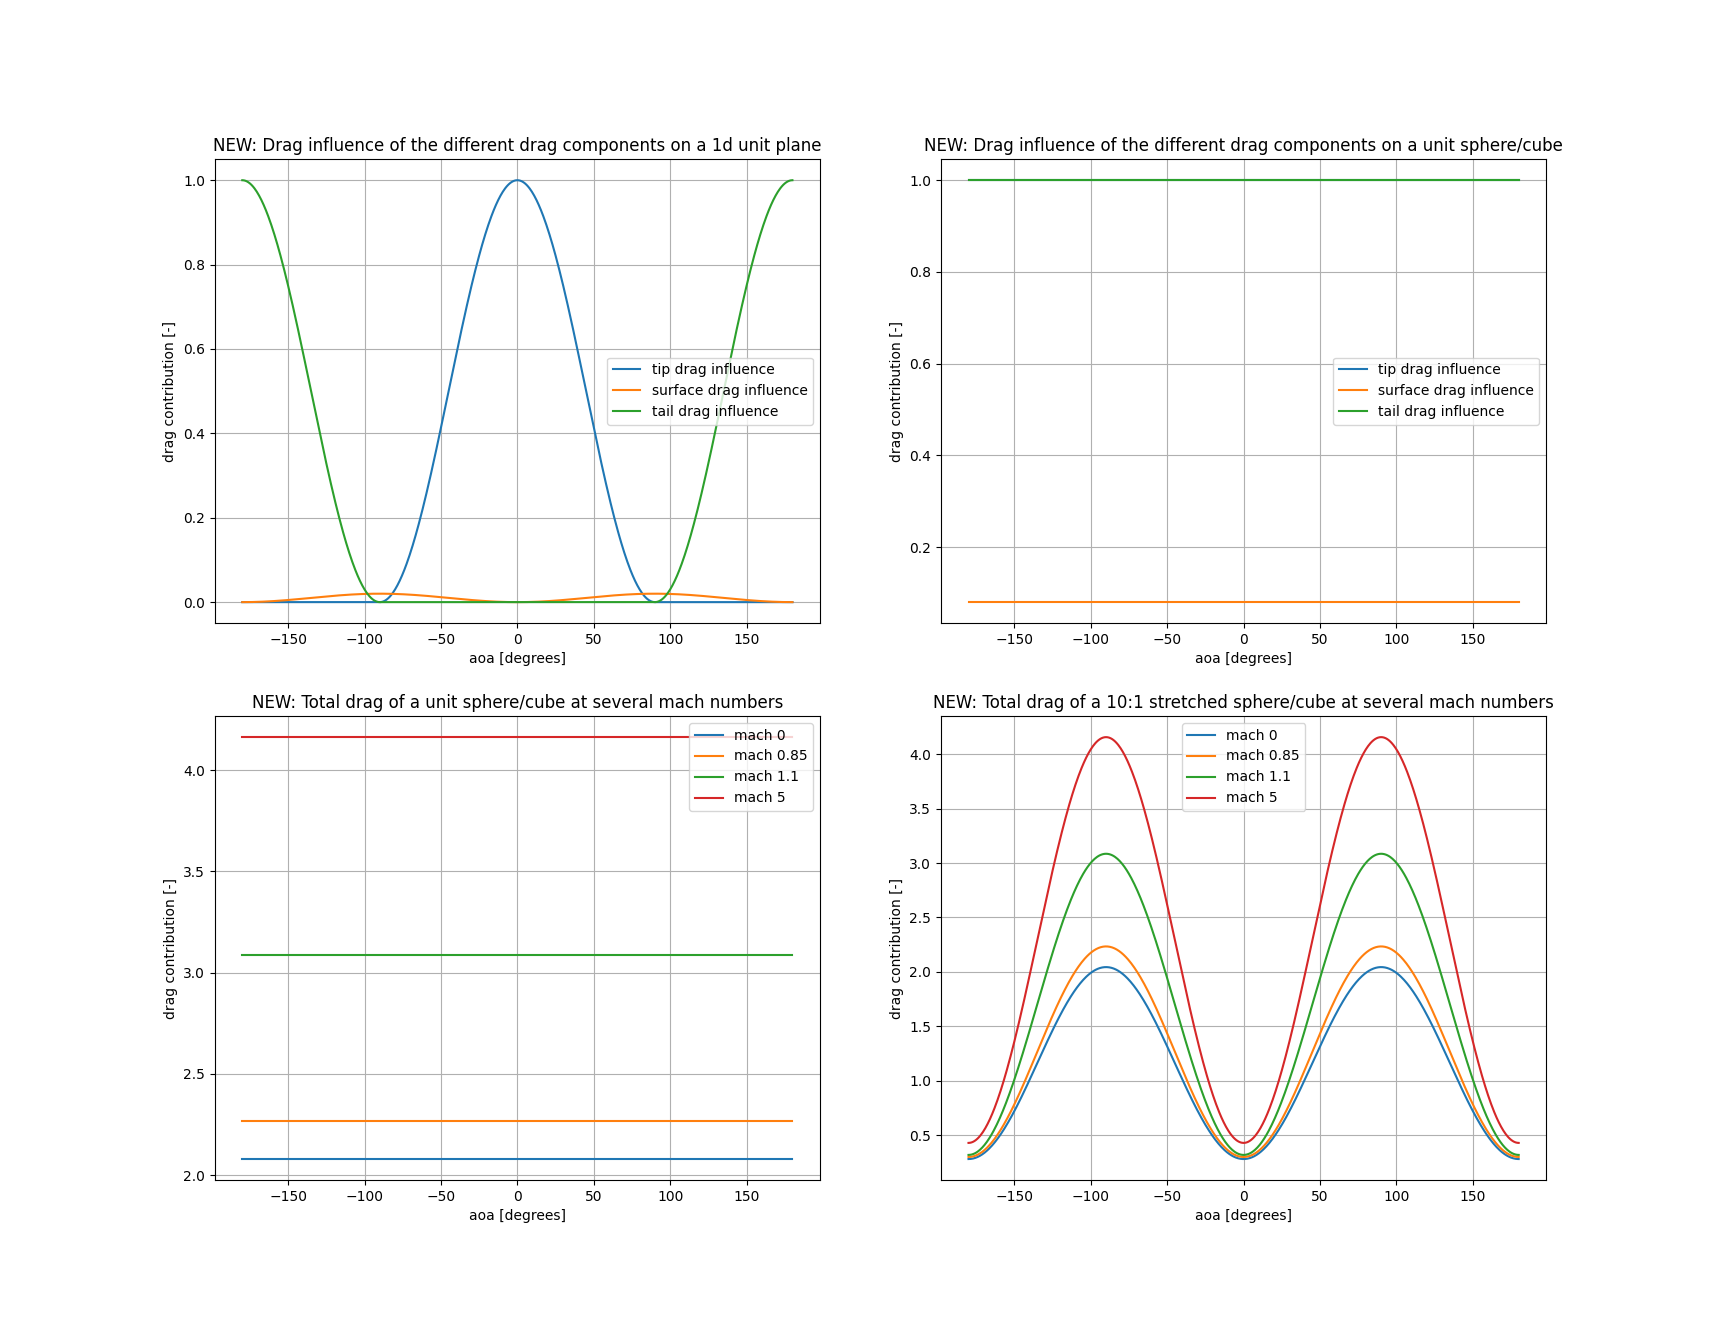 NEW: Drag influence of the different drag components on a 1d unit plane
1.0
0.8
0.6
0.4
0.2
0.0
drag contribution [-]
tip drag influence
surface drag influence
tail drag influence
−150 −100 −50 0 50 100 150
aoa [degrees]
NEW: Drag influence of the different drag components on a unit sphere/cube
1.0
0.8
0.6
0.4
0.2
drag contribution [-]
tip drag influence
surface drag influence
tail drag influence
−150 −100 −50 0 50 100 150
aoa [degrees]
NEW: Total drag of a unit sphere/cube at several mach numbers
4.0
3.5
3.0
2.5
2.0
drag contribution [-]
mach 0
mach 0.85
mach 1.1
mach 5
−150 −100 −50 0 50 100 150
aoa [degrees]
NEW: Total drag of a 10:1 stretched sphere/cube at several mach numbers
4.0
3.5
3.0
2.5
2.0
1.5
1.0
0.5
drag contribution [-]
mach 0
mach 0.85
mach 1.1
mach 5
−150 −100 −50 0 50 100 150
aoa [degrees]